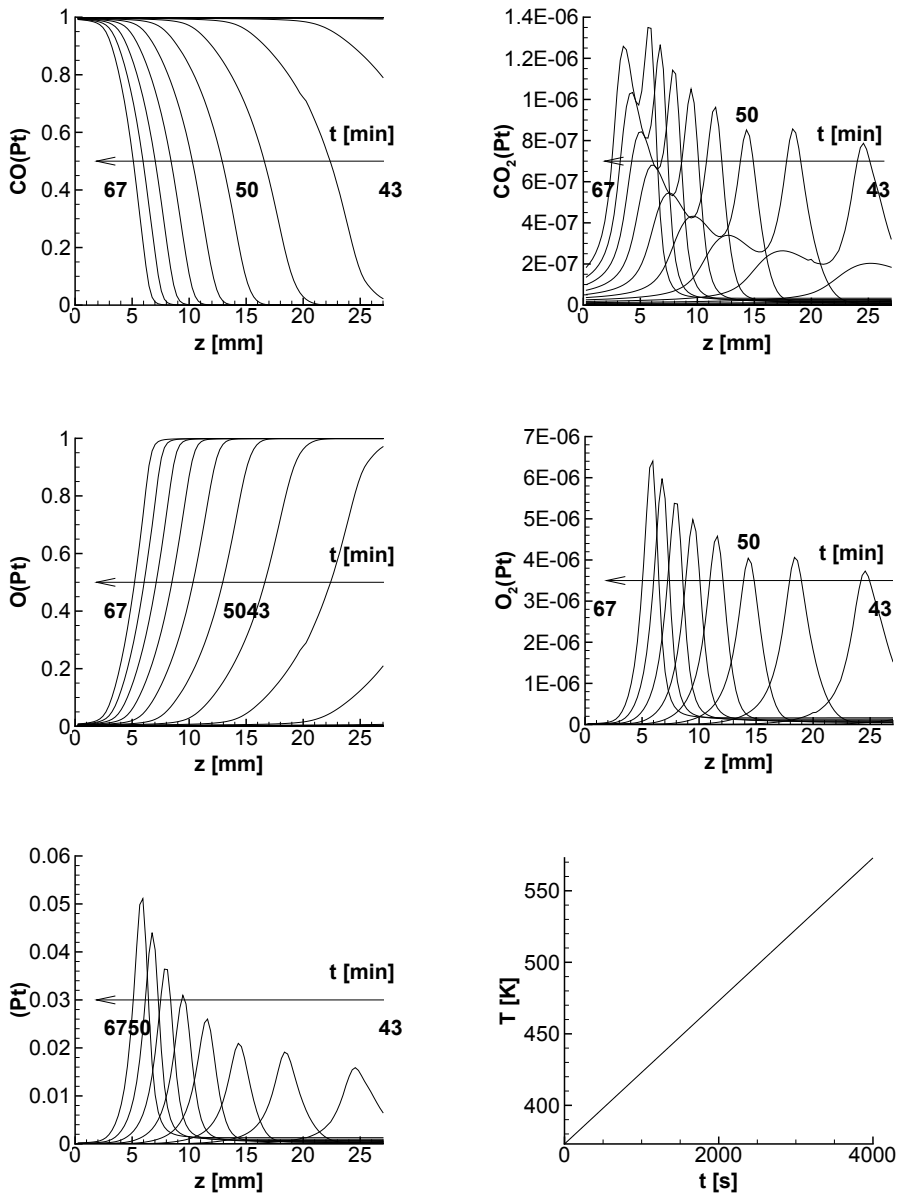 CO(Pt)
1
0.8
0.6
0.4
0.2
0
t [min]
67
50
43
0 5 10 15 20 25
z [mm]
CO2(Pt)
1.4E-06
1.2E-06
1E-06
8E-07
6E-07
4E-07
2E-07
0
50
t [min]
67
43
0 5 10 15 20 25
z [mm]
O(Pt)
1
0.8
0.6
0.4
0.2
0
t [min]
67
5043
0 5 10 15 20 25
z [mm]
O2(Pt)
7E-06
6E-06
5E-06
4E-06
3E-06
2E-06
1E-06
0
50
t [min]
67
43
0 5 10 15 20 25
z [mm]
(Pt)
0.06
0.05
0.04
0.03
0.02
0.01
0
t [min]
6750
43
0 5 10 15 20 25
z [mm]
T [K]
550
500
450
400
0 2000 4000
t [s]